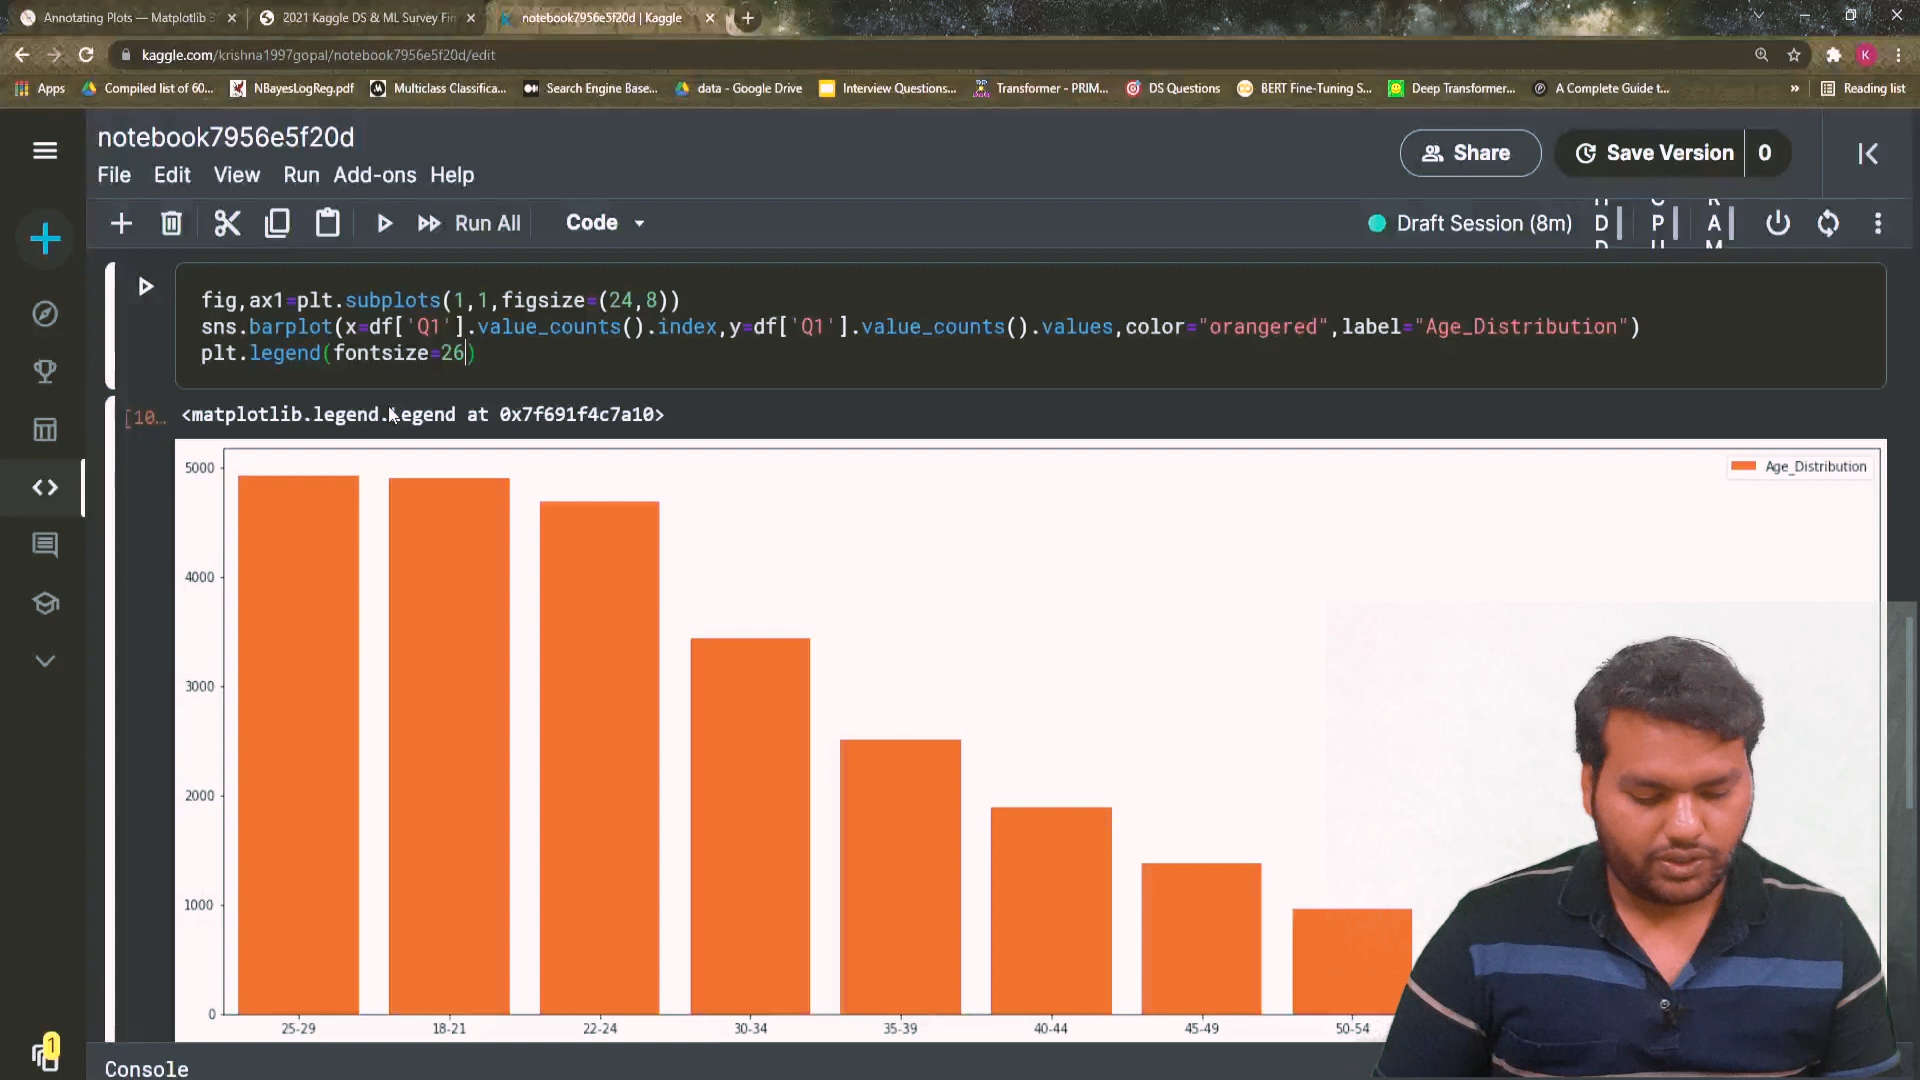 Annotating Plots — Matplotlib 3
2021 Kaggle DS & ML Survey Fin
notebook7956e5f20d | Kaggle
kaggle.com/krishna1997gopal/notebook7956e5f20d/edit
K
Apps
Compiled list of 60...
NBayesLogReg.pdf
Multiclass Classifica...
Search Engine Base...
data - Google Drive
Interview Questions...
Transformer - PRIM...
DS Questions
BERT Fine-Tuning S...
Deep Transformer...
A Complete Guide t...
Reading list
notebook7956e5f20d
File Edit View Run Add-ons Help
Share
Save Version 0
Run All
Code
Draft Session (8m)
fig,ax1=plt.subplots(1,1,figsize=(24,8))
sns.barplot(x=df['Q1'].value_counts().index,y=df['Q1'].value_counts().values,color="orangered",label="Age_Distribution")
plt.legend(fontsize=26)
[10...
<matplotlib.legend.Legend at 0x7f691f4c7a10>
Age_Distribution
5000
4000
3000
2000
1000
0
25-29 18-21 22-24 30-34 35-39 40-44 45-49 50-54
1
Console